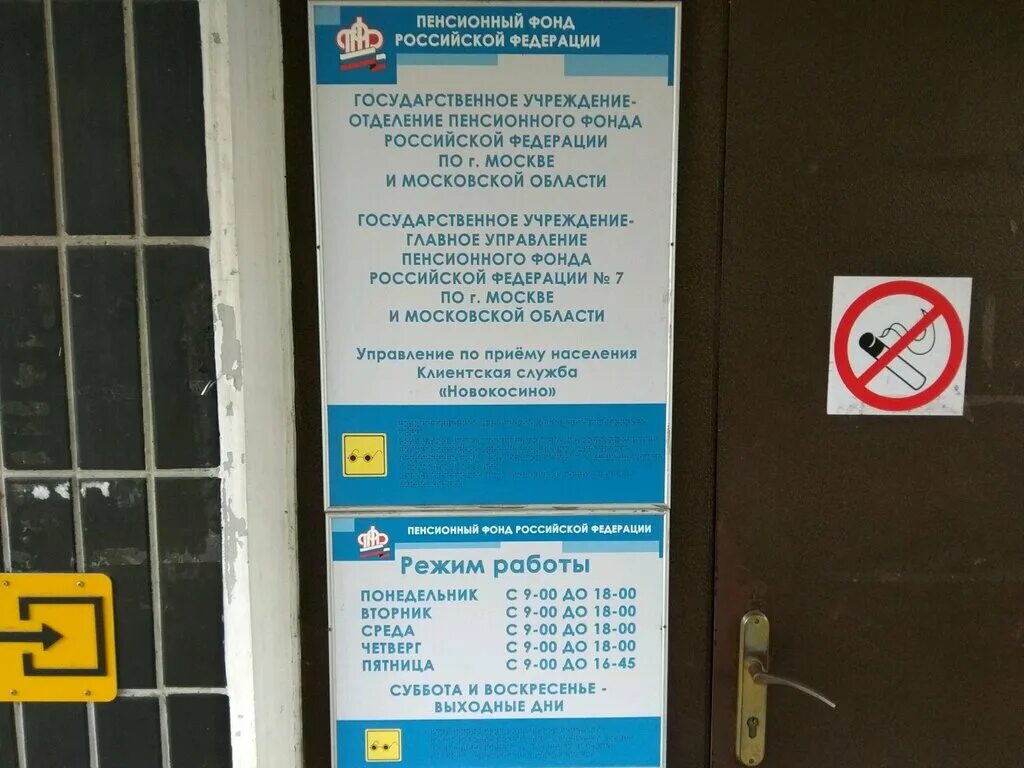 ПЕНСИОННЫЙ ФОНД
РОССИЙСКОЙ ФЕДЕРАЦИИ
ГОСУДАРСТВЕННОЕ УЧРЕЖДЕНИЕ-
ОТДЕЛЕНИЕ ПЕНСИОННОГО ФОНДА
РОССИЙСКОЙ ФЕДЕРАЦИИ
ПО г. МОСКВЕ
И МОСКОВСКОЙ ОБЛАСТИ
ГОСУДАРСТВЕННОЕ УЧРЕЖДЕНИЕ-
ГЛАВНОЕ УПРАВЛЕНИЕ
ПЕНСИОННОГО ФОНДА
РОССИЙСКОЙ ФЕДЕРАЦИИ № 7
ПО г. МОСКВЕ
И МОСКОВСКОЙ ОБЛАСТИ
Управление по приёму населения
Клиентская служба
«Новокосино»
ПЕНСИОННЫЙ ФОНД РОССИЙСКОЙ ФЕДЕРАЦИИ
Режим работы
ПОНЕДЕЛЬНИК С 9-00 ДО 18-00
ВТОРНИК С 9-00 ДО 18-00
СРЕДА С 9-00 ДО 18-00
ЧЕТВЕРГ С 9-00 ДО 18-00
ПЯТНИЦА С 9-00 ДО 16-45
СУББОТА И ВОСКРЕСЕНЬЕ -
ВЫХОДНЫЕ ДНИ